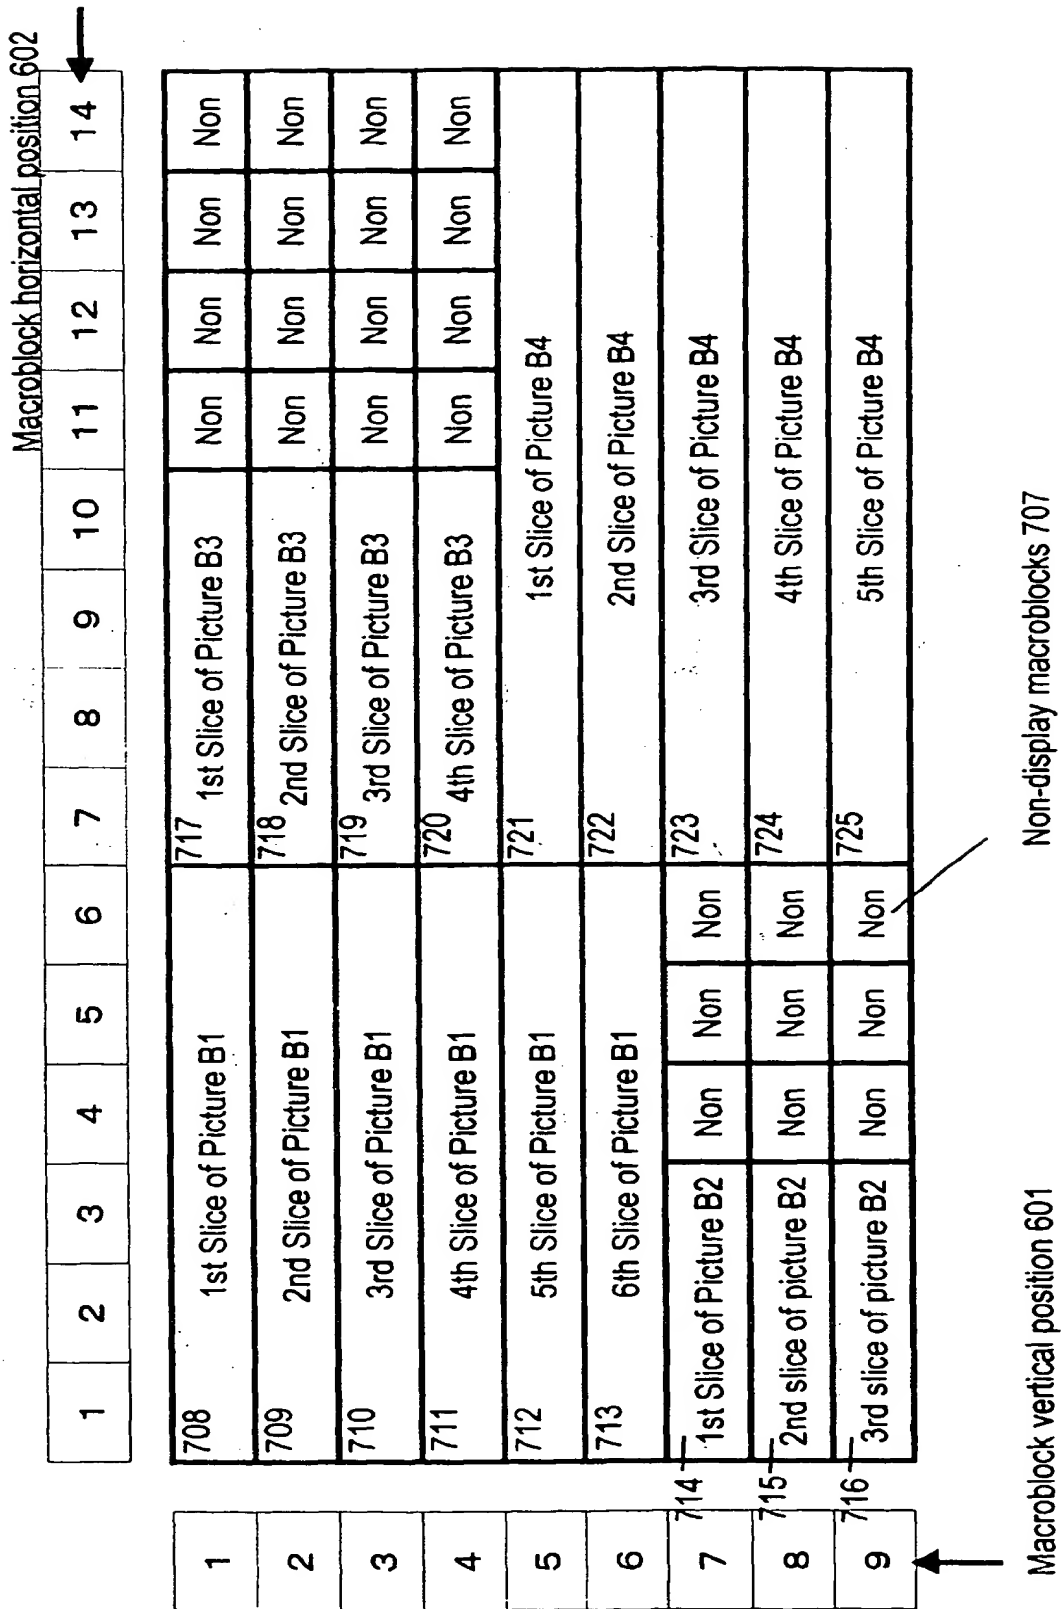 Macroblock horizontal position 602
1 2 3 4 5 6 7 8 9 10 11 12 13 14
1 708 1st Slice of Picture B1 717 1st Slice of Picture B3 Non Non Non Non
2 709 2nd Slice of Picture B1 718 2nd Slice of Picture B3 Non Non Non Non
3 710 3rd Slice of Picture B1 719 3rd Slice of Picture B3 Non Non Non Non
4 711 4th Slice of Picture B1 720 4th Slice of Picture B3 Non Non Non Non
5 712 5th Slice of Picture B1 721 1st Slice of Picture B4
6 713 6th Slice of Picture B1 722 2nd Slice of Picture B4
7 714 1st Slice of Picture B2 Non Non Non 723 3rd Slice of Picture B4
8 715 2nd slice of picture B2 Non Non Non 724 4th Slice of Picture B4
9 716 3rd slice of picture B2 Non Non Non 725 5th Slice of Picture B4
Macroblock vertical position 601
Non-display macroblocks 707